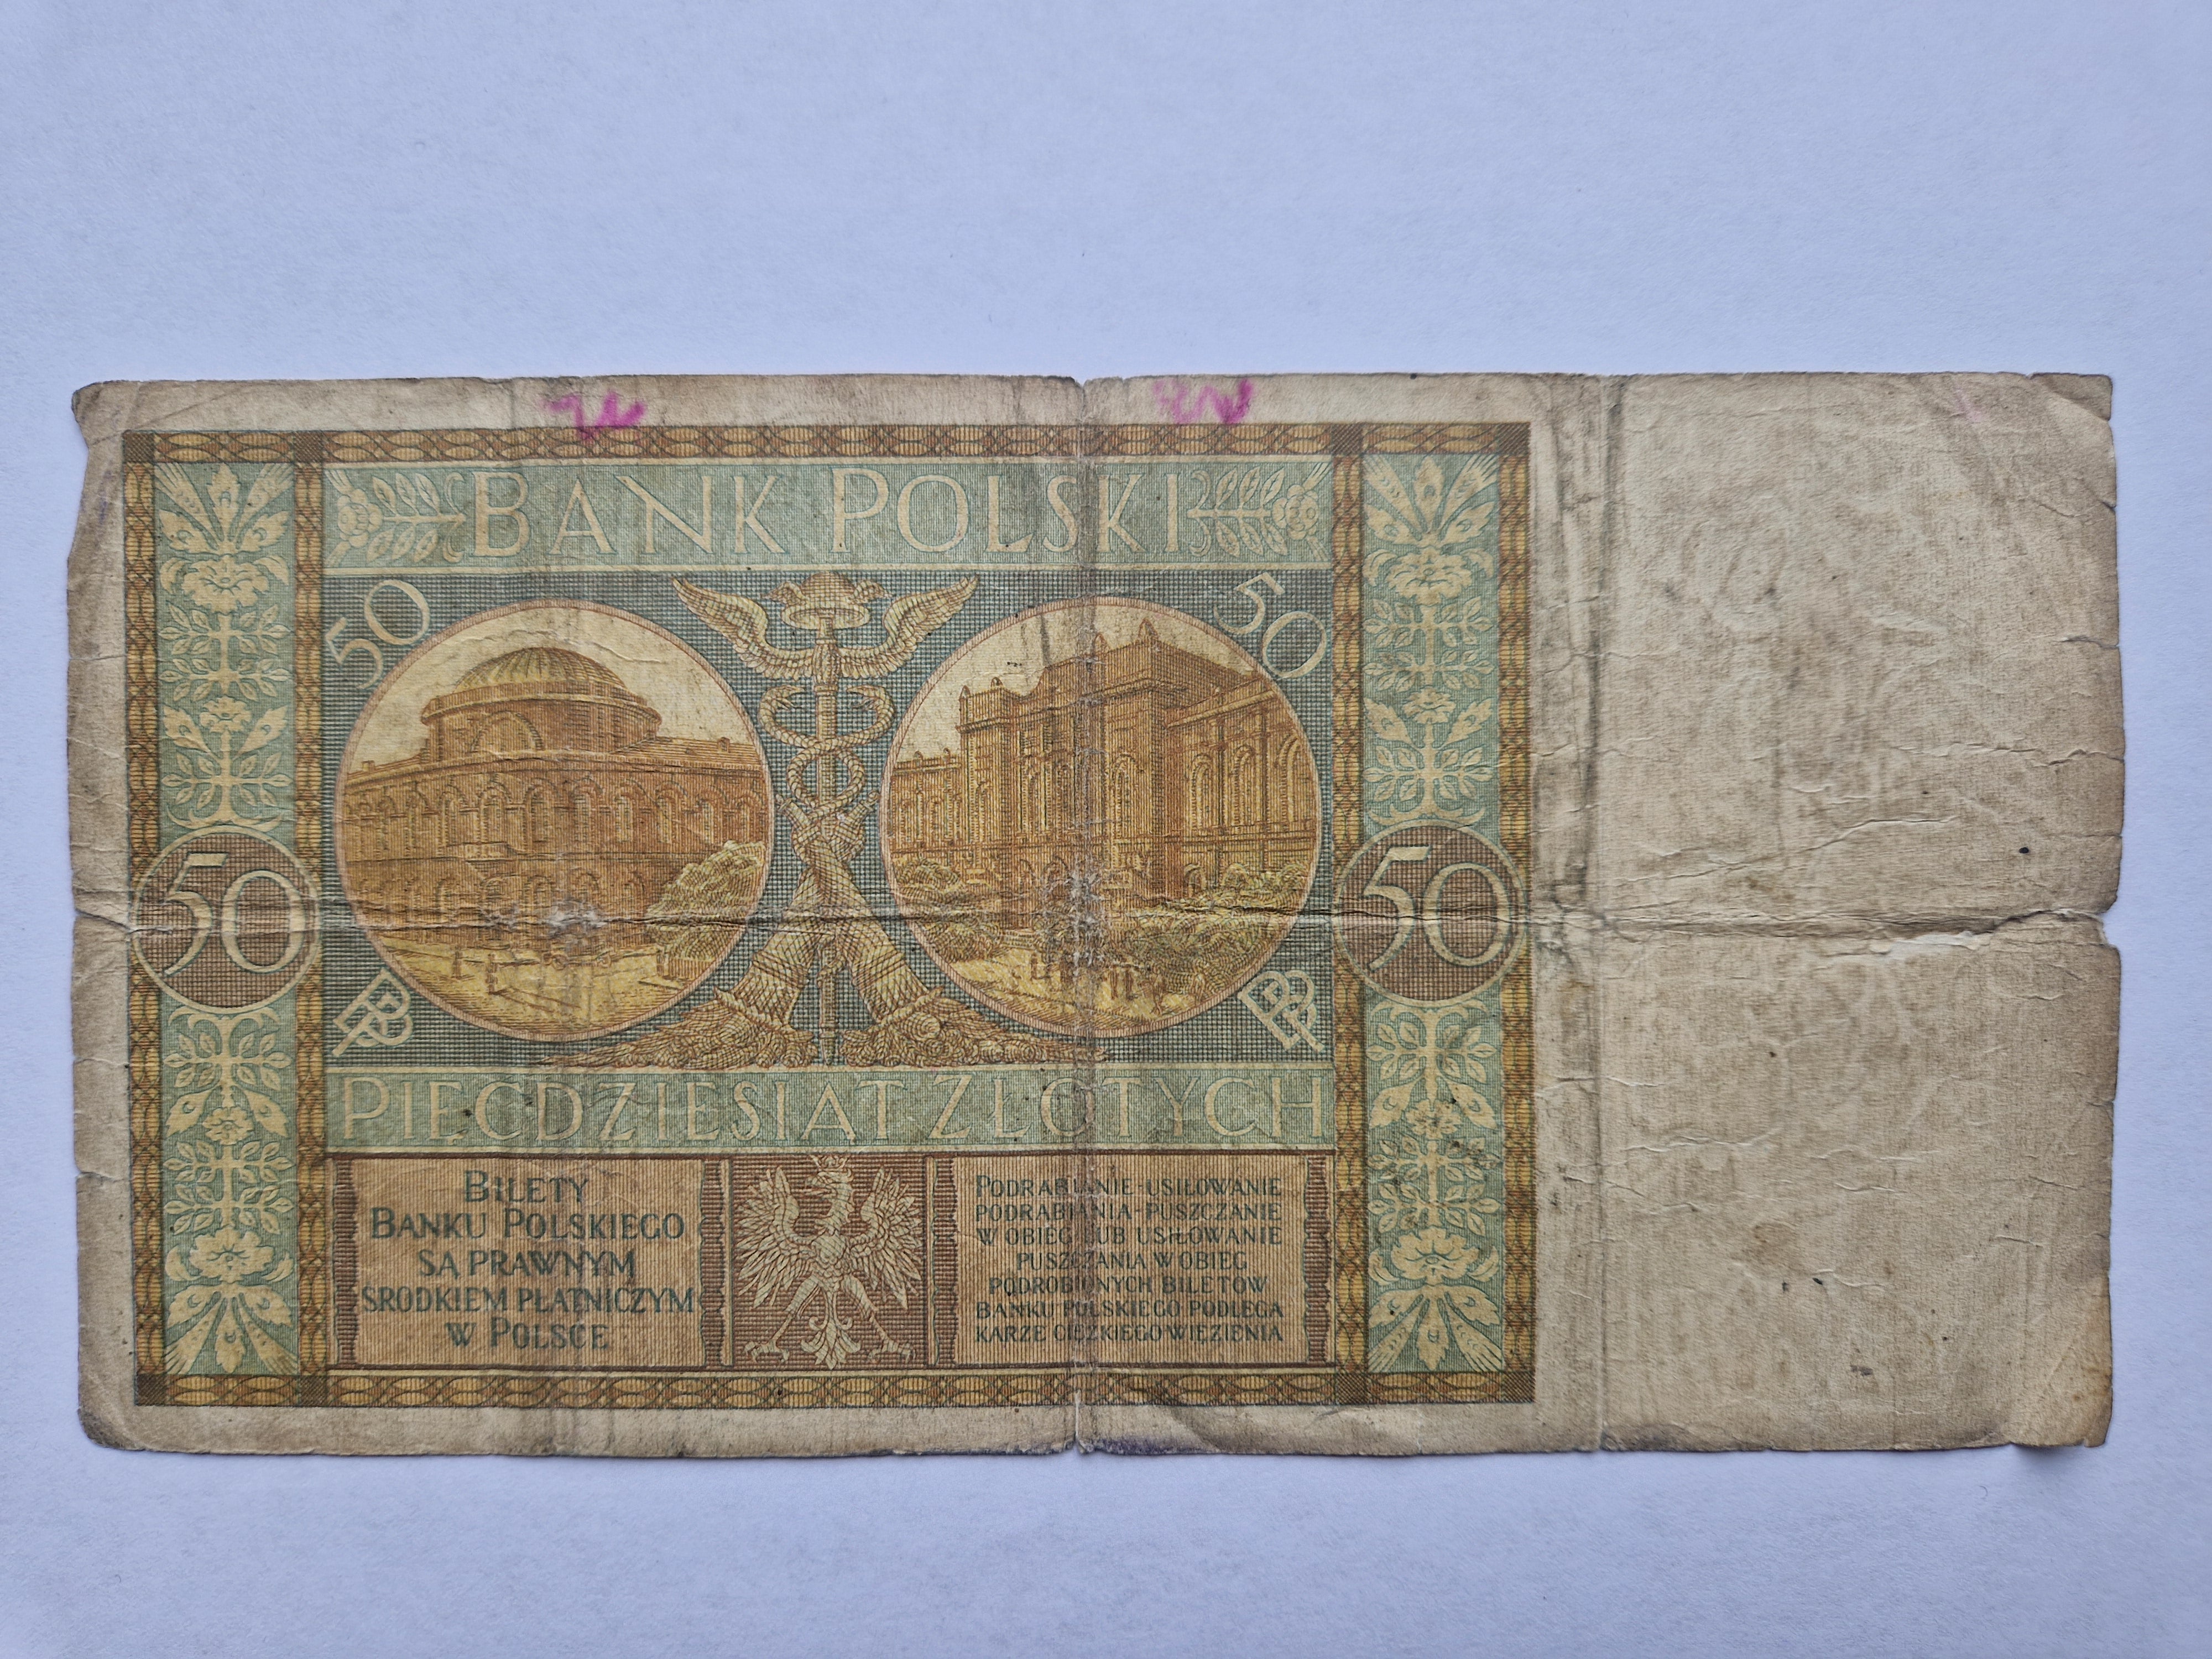 BANK POLSKI
50 50
50 50
PIĘĆDZIESIĄT ZŁOTYCH
BILETY
BANKU POLSKIEGO
SĄ PRAWNYM
ŚRODKIEM PŁATNICZYM
W POLSCE
PODRABIANIE-USIŁOWANIE
PODRABIANIA-PUSZCZANIE
W OBIEG LUB USIŁOWANIE
PUSZCZANIA W OBIEG
PODROBIONYCH BILETÓW
BANKU POLSKIEGO PODLEGA
KARZE CIĘŻKIEGO WIĘZIENIA